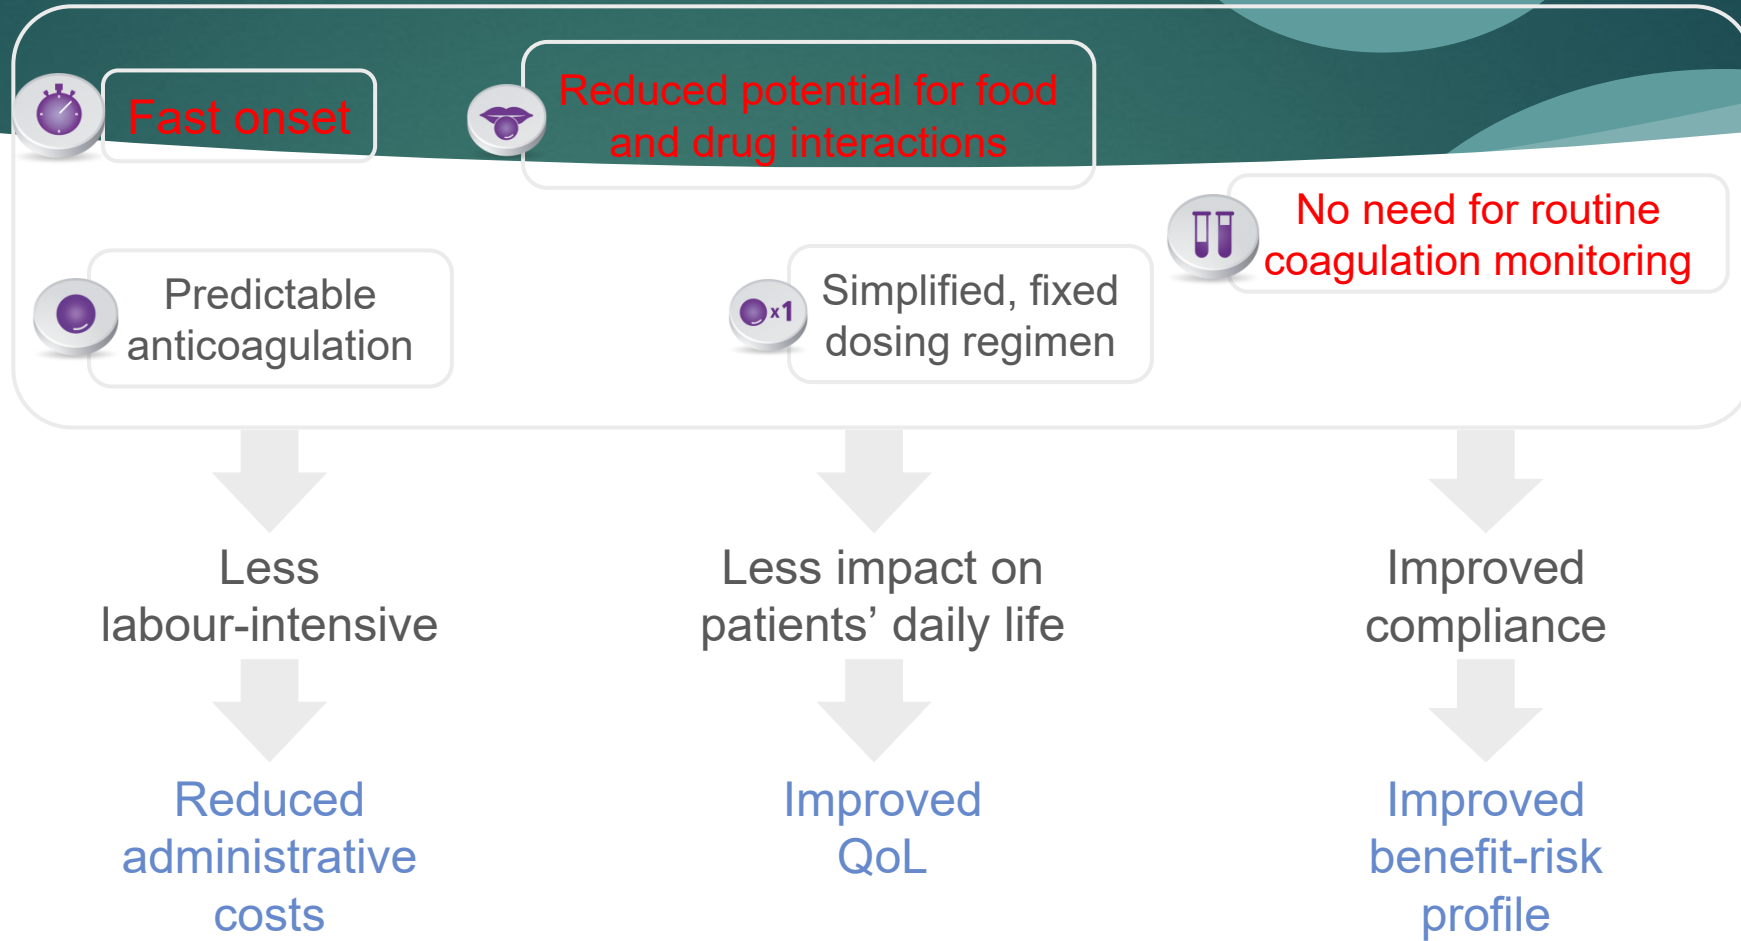 Fast onset
Reduced potential for food
and drug interactions
No need for routine
coagulation monitoring
Predictable
anticoagulation
x1
Simplified, fixed
dosing regimen
Less
labour-intensive
Less impact on
patients’ daily life
Improved
compliance
Reduced
administrative
costs
Improved
QoL
Improved
benefit-risk
profile